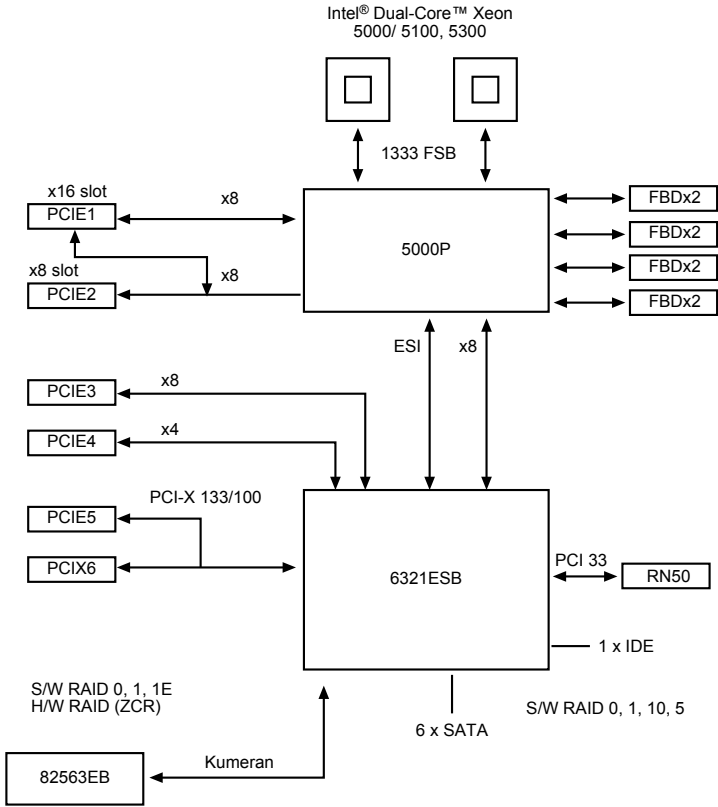 Intel® Dual-Core™ Xeon
5000/ 5100, 5300
1333 FSB
x16 slot
PCIE1
x8
5000P
FBDx2
FBDx2
FBDx2
FBDx2
x8 slot
PCIE2
x8
ESI
x8
PCIE3
x8
PCIE4
x4
PCI-X 133/100
PCIE5
PCIX6
6321ESB
PCI 33
RN50
1 x IDE
S/W RAID 0, 1, 1E
H/W RAID (ZCR)
S/W RAID 0, 1, 10, 5
6 x SATA
Kumeran
82563EB